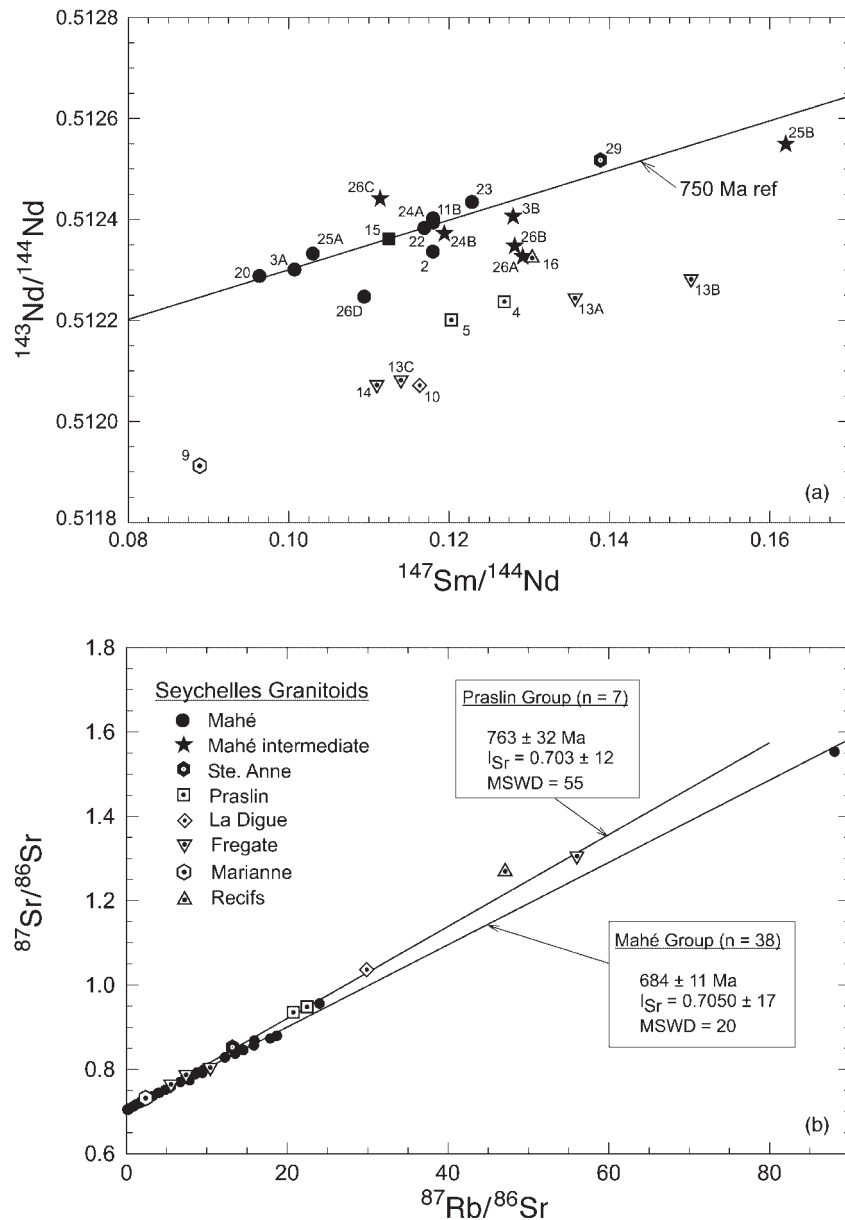 0.5128
0.5126
0.5124
0.5122
0.5120
0.5118
143Nd/144Nd
29
25B
750 Ma ref
26C
24A
11B
23
3B
15
22
24B
26B
2
26A
16
20
3A
25A
26D
5
4
13A
13B
14
13C
10
9
(a)
0.08
0.10
0.12
0.14
0.16
147Sm/144Nd
1.8
1.6
1.4
1.2
1.0
0.8
0.6
87Sr/86Sr
Seychelles Granitoids
Mahé
Mahé intermediate
Ste. Anne
Praslin
La Digue
Fregate
Marianne
Recifs
Praslin Group (n = 7)
763 ± 32 Ma
ISr = 0.703 ± 12
MSWD = 55
Mahé Group (n = 38)
684 ± 11 Ma
ISr = 0.7050 ± 17
MSWD = 20
(b)
0
20
40
60
80
87Rb/86Sr